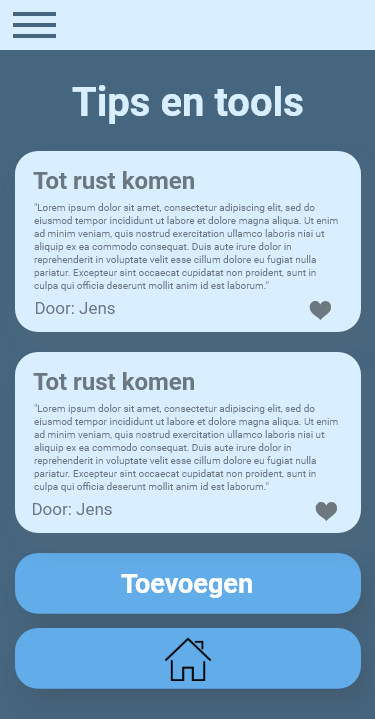 Tips en tools
Tot rust komen
"Lorem ipsum dolor sit amet, consectetur adipiscing elit, sed do
eiusmod tempor incididunt ut labore et dolore magna aliqua. Ut enim
ad minim veniam, quis nostrud exercitation ullamco laboris nisi ut
aliquip ex ea commodo consequat. Duis aute irure dolor in
reprehenderit in voluptate velit esse cillum dolore eu fugiat nulla
pariatur. Excepteur sint occaecat cupidatat non proident, sunt in
culpa qui officia deserunt mollit anim id est laborum."
Door: Jens
Tot rust komen
"Lorem ipsum dolor sit amet, consectetur adipiscing elit, sed do
eiusmod tempor incididunt ut labore et dolore magna aliqua. Ut enim
ad minim veniam, quis nostrud exercitation ullamco laboris nisi ut
aliquip ex ea commodo consequat. Duis aute irure dolor in
reprehenderit in voluptate velit esse cillum dolore eu fugiat nulla
pariatur. Excepteur sint occaecat cupidatat non proident, sunt in
culpa qui officia deserunt mollit anim id est laborum."
Door: Jens
Toevoegen